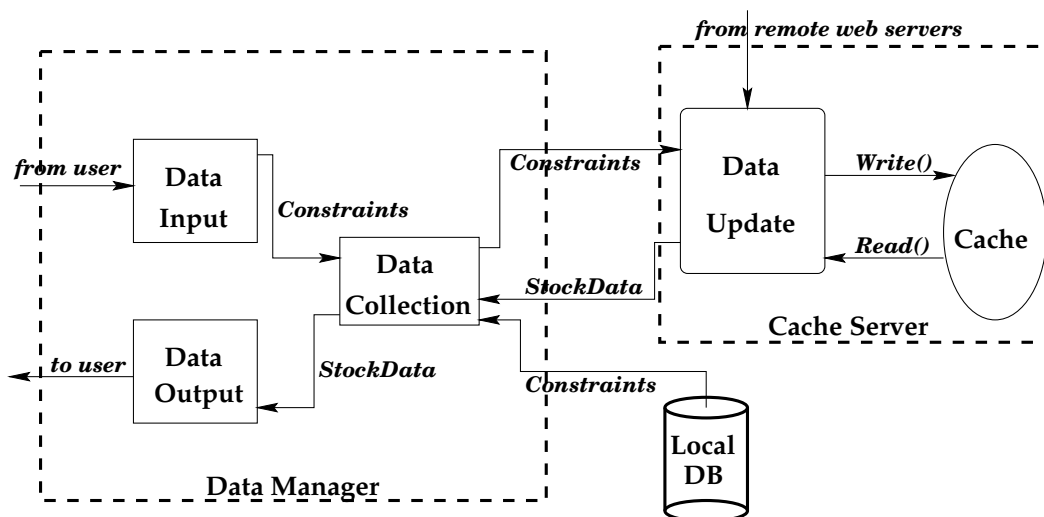 from remote web servers
from user
Data
Input
Constraints
Constraints
Data
Update
Write()
Read()
Cache
Data
Collection
StockData
Cache Server
to user
Data
Output
StockData
Constraints
Local
DB
Data Manager